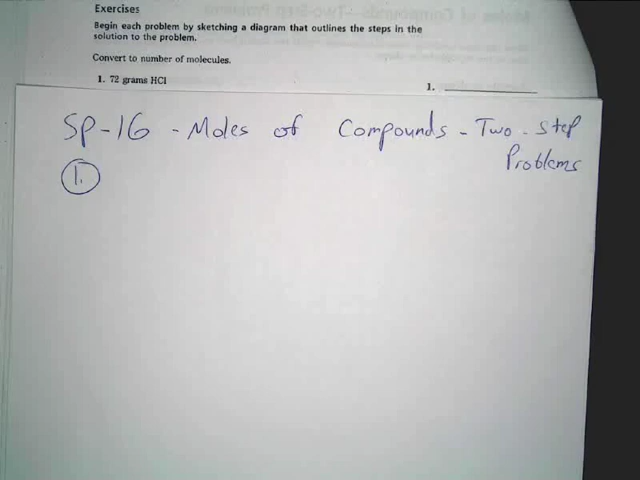 Exercises
Begin each problem by sketching a diagram that outlines the steps in the
solution to the problem.
Convert to number of molecules.
1. 72 grams HCl
1.
SP-16 - Moles of Compounds - Two - Step
Problems
1.